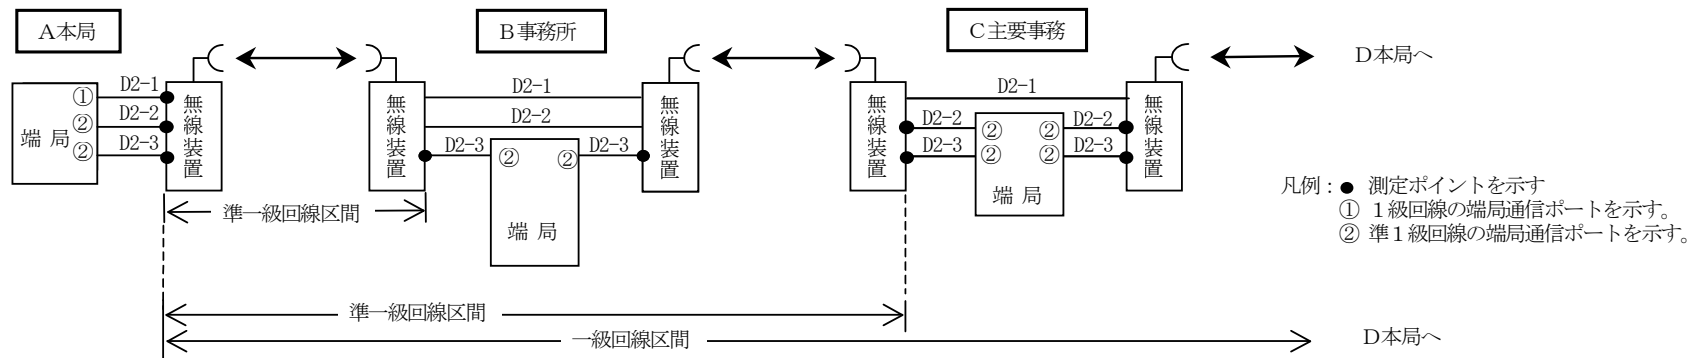 A本局
B事務所
C主要事務
D本局へ
端 局
①
②
②
D2-1
D2-2
D2-3
無線装置
無線装置
D2-1
D2-2
D2-3
②
②
D2-3
端 局
無線装置
無線装置
D2-1
D2-2
D2-3
②
②
②
②
端 局
D2-2
D2-3
無線装置
凡例：● 測定ポイントを示す
① 1級回線の端局通信ポートを示す。
② 準1級回線の端局通信ポートを示す。
準一級回線区間
準一級回線区間
一級回線区間
D本局へ